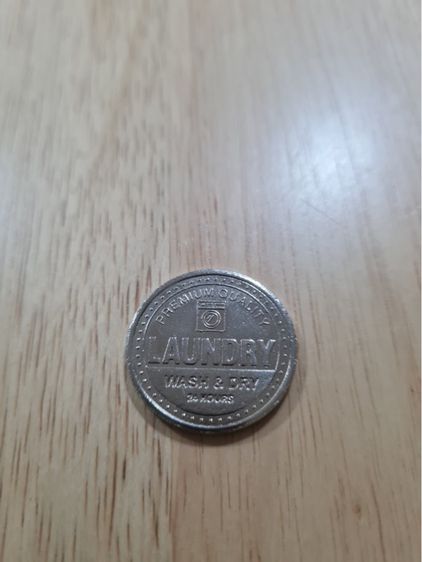 PREMIUM QUALITY
LAUNDRY
WASH & DRY
24 HOURS